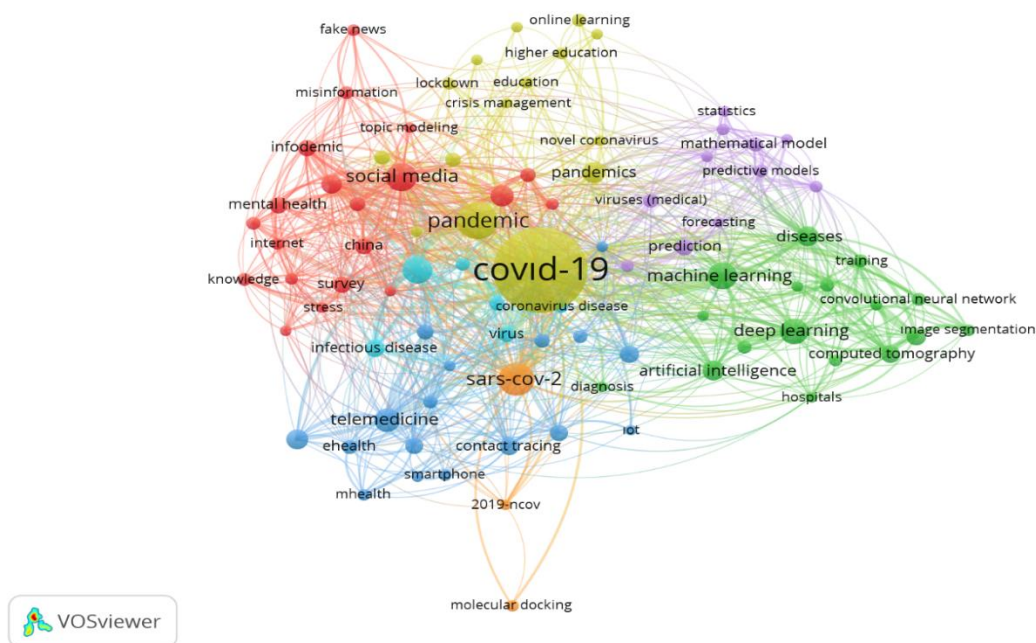 online learning
fake news
higher education
lockdown
education
misinformation
crisis management
statistics
topic modeling
novel coronavirus
mathematical model
infodemic
social media
pandemics
predictive models
mental health
viruses (medical)
pandemic
forecasting
diseases
internet
china
prediction
training
covid-19
knowledge
survey
machine learning
convolutional neural network
stress
coronavirus disease
virus
deep learning
image segmentation
infectious disease
computed tomography
sars-cov-2
artificial intelligence
diagnosis
hospitals
telemedicine
iot
ehealth
contact tracing
smartphone
mhealth
2019-ncov
molecular docking
VOSviewer